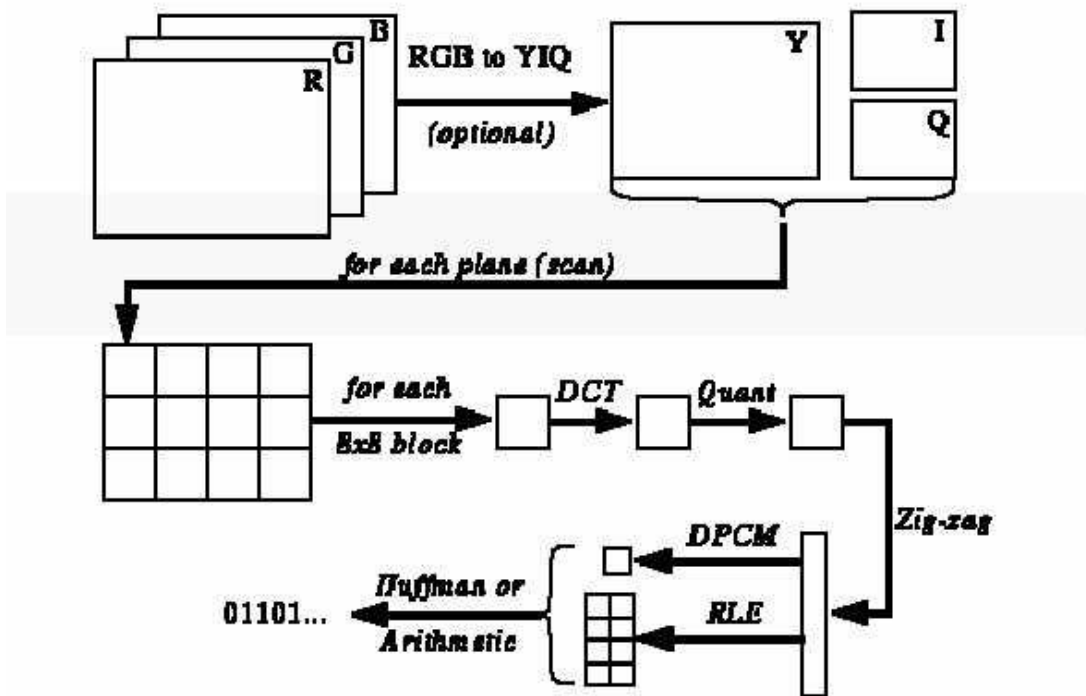 B
G
R
RGB to YIQ
(optional)
Y
I
Q
for each plane (scan)
for each
8x8 block
DCT
Quant
Zig-zag
DPCM
RLE
Huffman or
Arithmetic
01101...